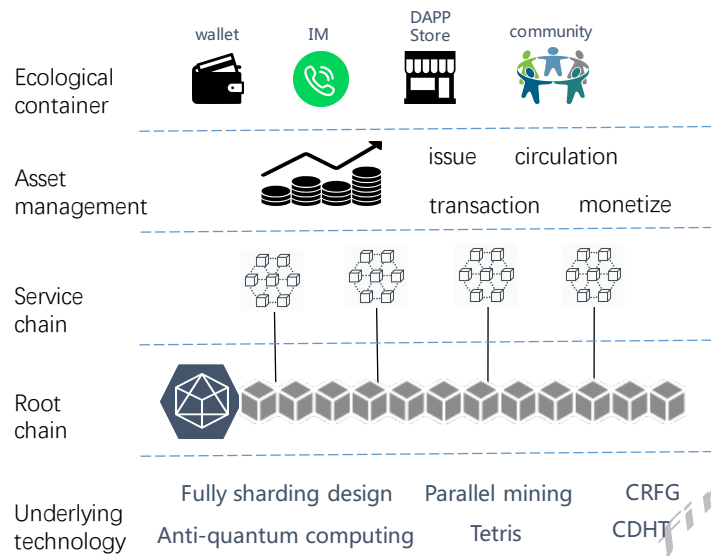 wallet
IM
DAPP
Store
community
Ecological
container
Asset
management
issue
circulation
transaction
monetize
Service
chain
Root
chain
Underlying
technology
Fully sharding design
Parallel mining
CRFG
Anti-quantum computing
Tetris
CDHT